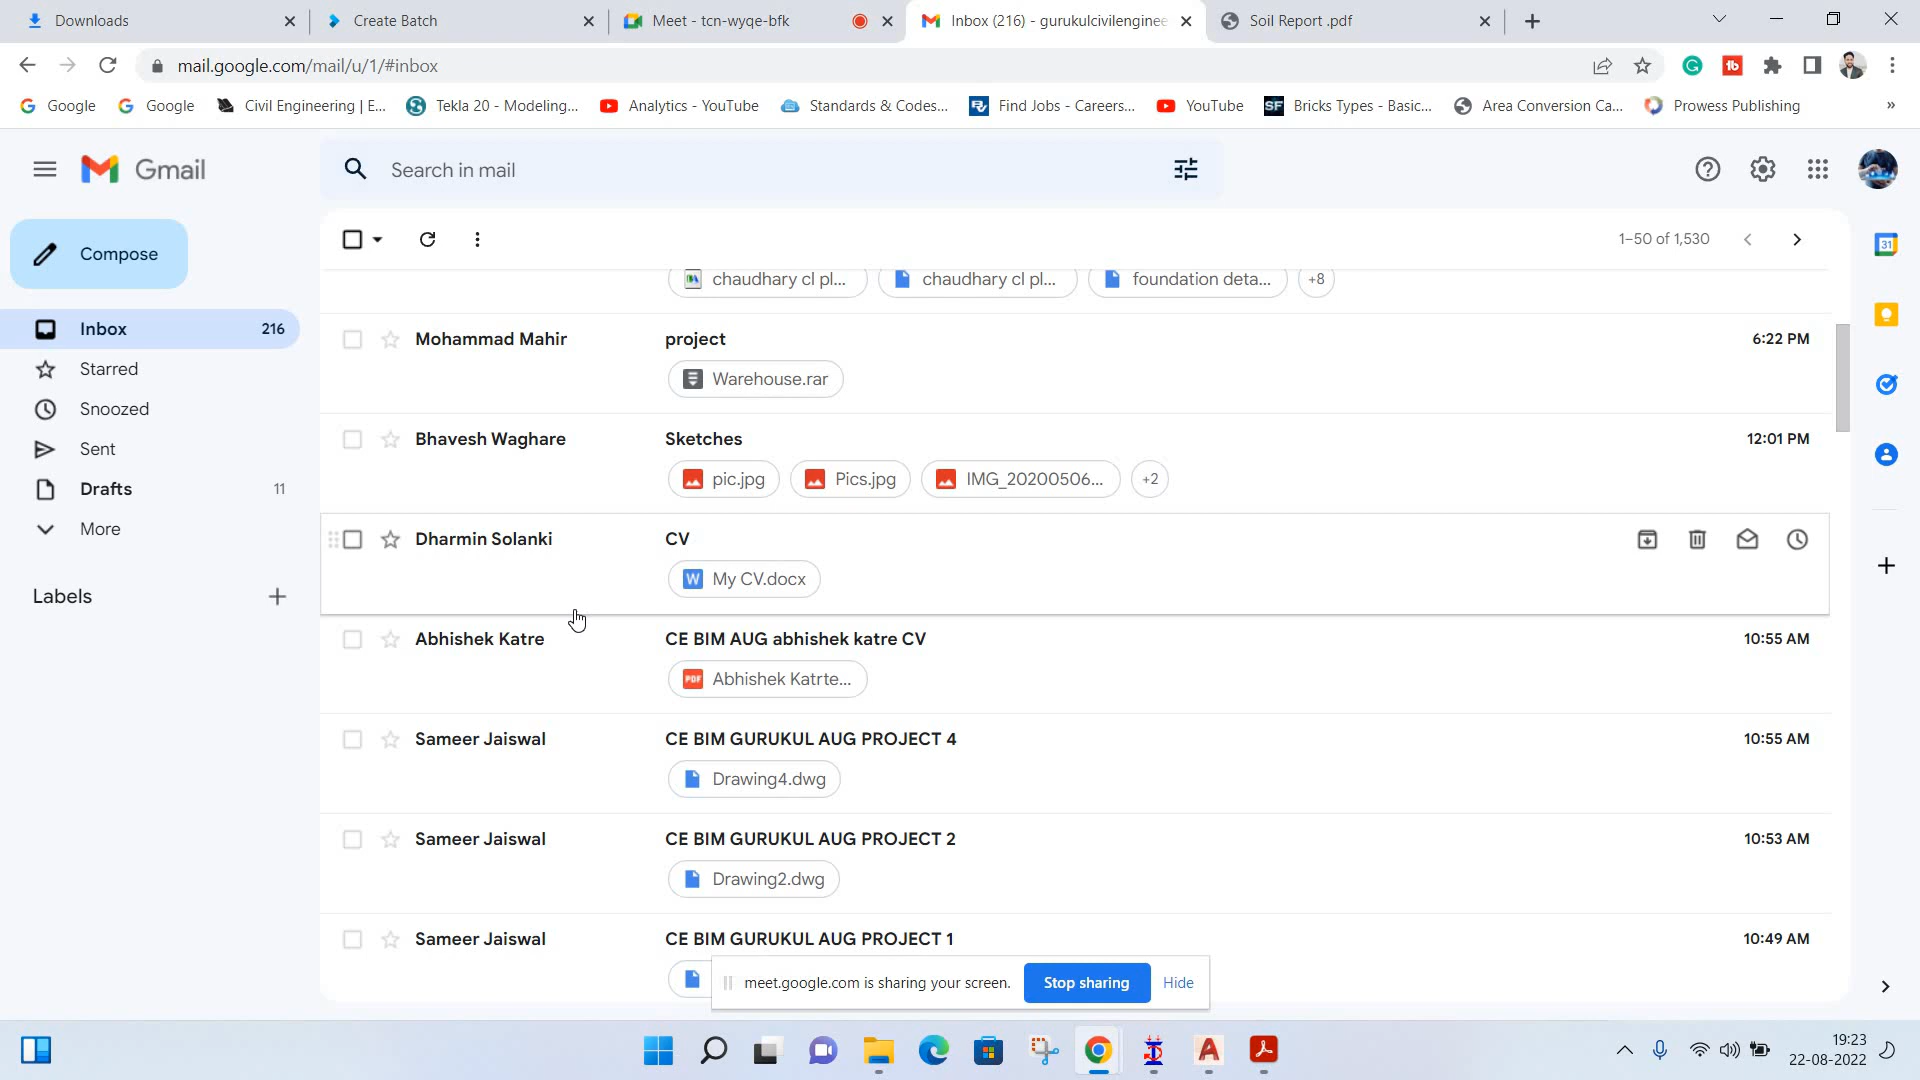 Downloads
Create Batch
Meet - tcn-wyqe-bfk
Inbox (216) - gurukulcivilenginee
Soil Report .pdf
mail.google.com/mail/u/1/#inbox
Google
Google
Civil Engineering | E...
Tekla 20 - Modeling...
Analytics - YouTube
Standards & Codes...
Find Jobs - Careers...
YouTube
SF
Bricks Types - Basic...
Area Conversion Ca...
Prowess Publishing
»
Gmail
Search in mail
Compose
1–50 of 1,530
Inbox 216
Starred
Snoozed
Sent
Drafts 11
More
Labels
chaudhary cl pl...
chaudhary cl pl...
foundation deta...
+8
Mohammad Mahir project 6:22 PM
Warehouse.rar
Bhavesh Waghare Sketches 12:01 PM
pic.jpg Pics.jpg IMG_20200506... +2
Dharmin Solanki CV
W My CV.docx
Abhishek Katre CE BIM AUG abhishek katre CV 10:55 AM
PDF Abhishek Katrte...
Sameer Jaiswal CE BIM GURUKUL AUG PROJECT 4 10:55 AM
Drawing4.dwg
Sameer Jaiswal CE BIM GURUKUL AUG PROJECT 2 10:53 AM
Drawing2.dwg
Sameer Jaiswal CE BIM GURUKUL AUG PROJECT 1 10:49 AM
meet.google.com is sharing your screen. Stop sharing Hide
31
19:23
22-08-2022